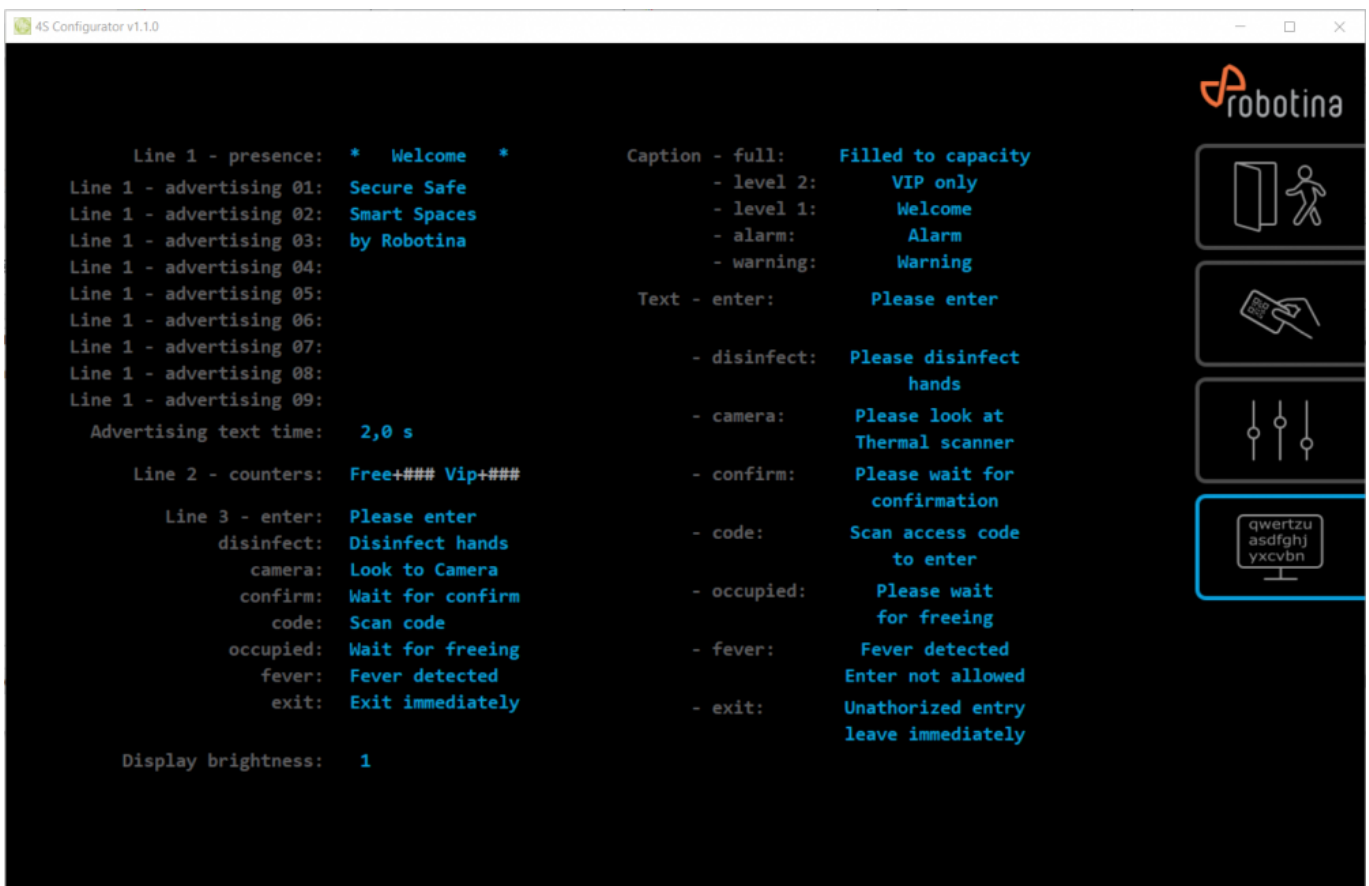 4S Configurator v1.1.0
robotina
Line 1 - presence: * Welcome *
Line 1 - advertising 01: Secure Safe
Line 1 - advertising 02: Smart Spaces
Line 1 - advertising 03: by Robotina
Line 1 - advertising 04:
Line 1 - advertising 05:
Line 1 - advertising 06:
Line 1 - advertising 07:
Line 1 - advertising 08:
Line 1 - advertising 09:
Advertising text time: 2,0 s
Line 2 - counters: Free+### Vip+###
Line 3 - enter: Please enter
disinfect: Disinfect hands
camera: Look to Camera
confirm: Wait for confirm
code: Scan code
occupied: Wait for freeing
fever: Fever detected
exit: Exit immediately
Display brightness: 1
Caption - full: Filled to capacity
- level 2: VIP only
- level 1: Welcome
- alarm: Alarm
- warning: Warning
Text - enter: Please enter
- disinfect: Please disinfect
hands
- camera: Please look at
Thermal scanner
- confirm: Please wait for
confirmation
- code: Scan access code
to enter
- occupied: Please wait
for freeing
- fever: Fever detected
Enter not allowed
- exit: Unathorized entry
leave immediately
qwertzu
asdfghj
yxcvbn